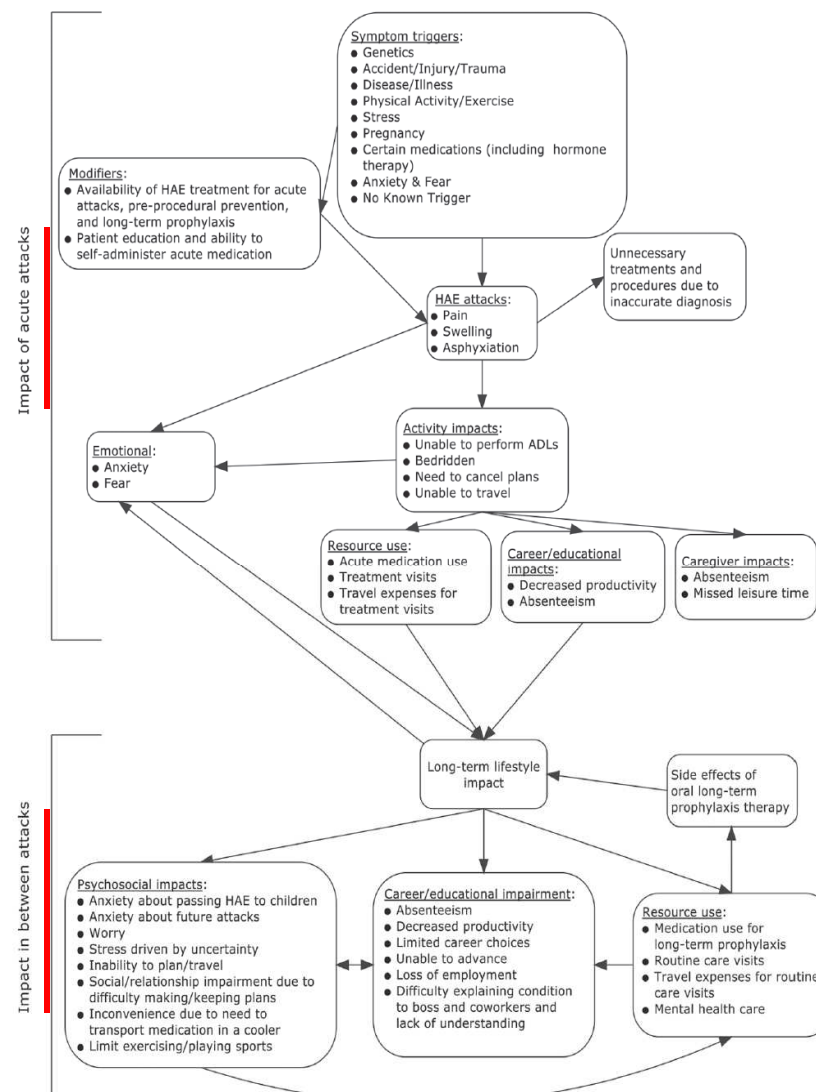 Impact of acute attacks
Symptom triggers:
● Genetics
● Accident/Injury/Trauma
● Disease/Illness
● Physical Activity/Exercise
● Stress
● Pregnancy
● Certain medications (including hormone
therapy)
● Anxiety & Fear
● No Known Trigger
Modifiers:
● Availability of HAE treatment for acute
attacks, pre-procedural prevention,
and long-term prophylaxis
● Patient education and ability to
self-administer acute medication
Unnecessary
treatments and
procedures due to
inaccurate diagnosis
HAE attacks:
● Pain
● Swelling
● Asphyxiation
Emotional:
● Anxiety
● Fear
Activity impacts:
● Unable to perform ADLs
● Bedridden
● Need to cancel plans
● Unable to travel
Resource use:
● Acute medication use
● Treatment visits
● Travel expenses for
treatment visits
Career/educational
impacts:
● Decreased productivity
● Absenteeism
Caregiver impacts:
● Absenteeism
● Missed leisure time
Impact in between attacks
Long-term lifestyle
impact
Side effects of
oral long-term
prophylaxis therapy
Psychosocial impacts:
● Anxiety about passing HAE to children
● Anxiety about future attacks
● Worry
● Stress driven by uncertainty
● Inability to plan/travel
● Social/relationship impairment due to
difficulty making/keeping plans
● Inconvenience due to need to
transport medication in a cooler
● Limit exercising/playing sports
Career/educational impairment:
● Absenteeism
● Decreased productivity
● Limited career choices
● Unable to advance
● Loss of employment
● Difficulty explaining condition
to boss and coworkers and
lack of understanding
Resource use:
● Medication use for
long-term prophylaxis
● Routine care visits
● Travel expenses for routine
care visits
● Mental health care